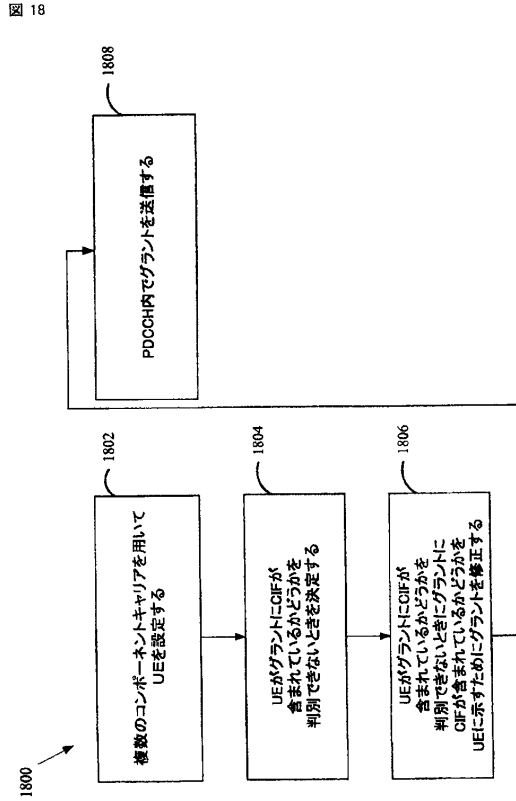 図 18
1800
1802
複数のコンポーネントキャリアを用いて
UEを設定する
1804
UEがグラントにCIFが
含まれているかどうかを
判別できないときを決定する
1806
UEがグラントにCIFが
含まれているかどうかを
判別できないときにグラントに
CIFが含まれているかどうかを
UEに示すためにグラントを修正する
1808
PDCCH内でグラントを送信する